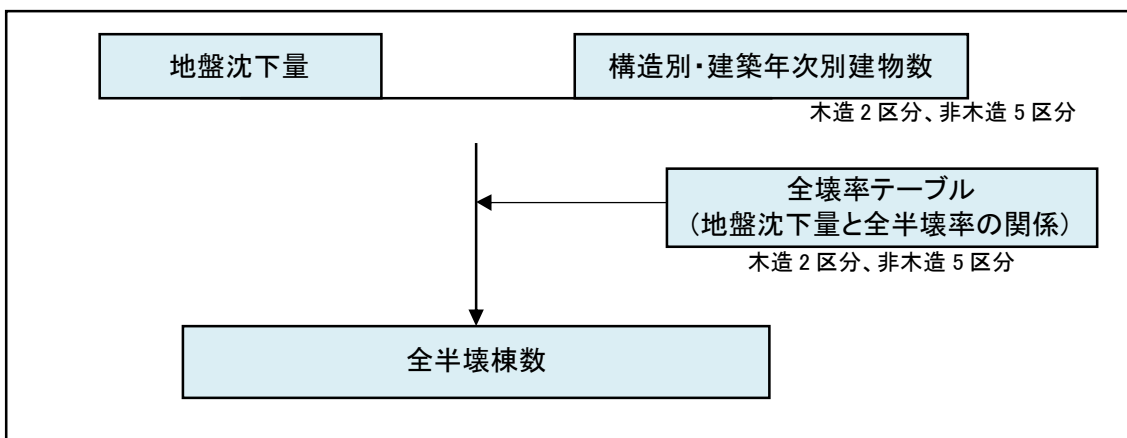 地盤沈下量
構造別・建築年次別建物数
木造2区分、非木造5区分
全壊率テーブル
(地盤沈下量と全半壊率の関係)
木造2区分、非木造5区分
全半壊棟数